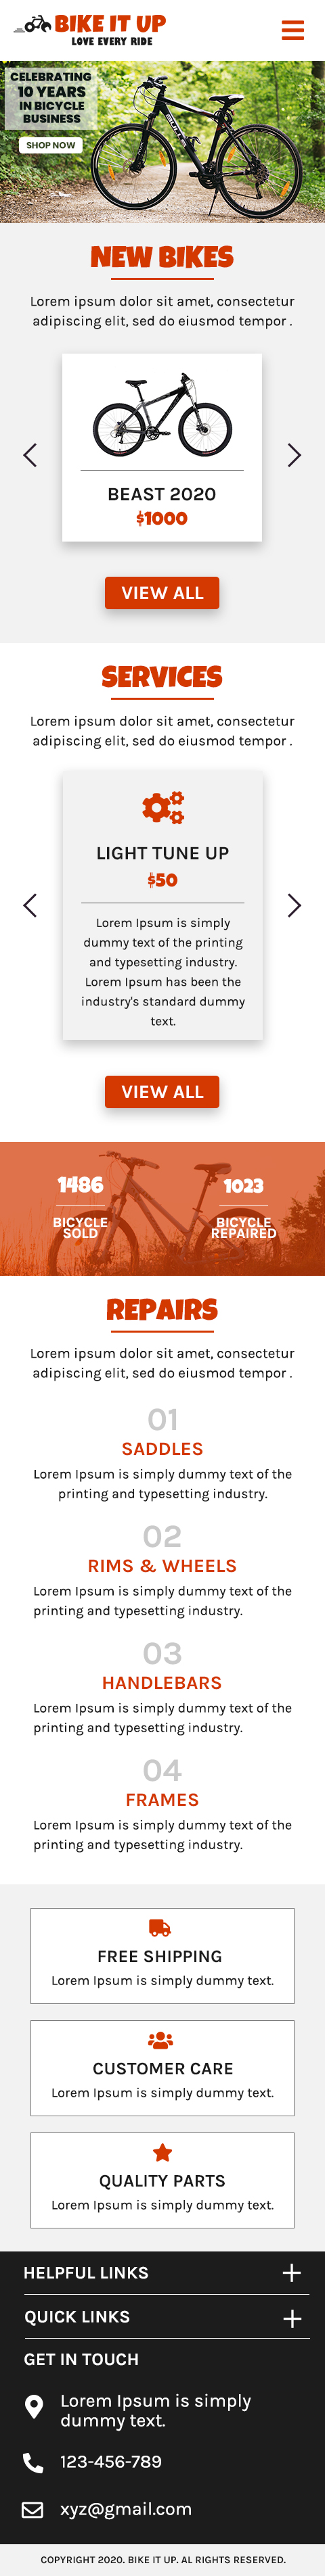 BIKE IT UP
LOVE EVERY RIDE
CELEBRATING
10 YEARS
IN BICYCLE
BUSINESS
SHOP NOW
NEW BIKES
Lorem ipsum dolor sit amet, consectetur
adipiscing elit, sed do eiusmod tempor .
BEAST 2020
$1000
VIEW ALL
SERVICES
Lorem ipsum dolor sit amet, consectetur
adipiscing elit, sed do eiusmod tempor .
LIGHT TUNE UP
$50
Lorem Ipsum is simply
dummy text of the printing
and typesetting industry.
Lorem Ipsum has been the
industry's standard dummy
text.
VIEW ALL
1486
BICYCLE
SOLD
1023
BICYCLE
REPAIRED
REPAIRS
Lorem ipsum dolor sit amet, consectetur
adipiscing elit, sed do eiusmod tempor .
01
SADDLES
Lorem Ipsum is simply dummy text of the
printing and typesetting industry.
02
RIMS & WHEELS
Lorem Ipsum is simply dummy text of the
printing and typesetting industry.
03
HANDLEBARS
Lorem Ipsum is simply dummy text of the
printing and typesetting industry.
04
FRAMES
Lorem Ipsum is simply dummy text of the
printing and typesetting industry.
FREE SHIPPING
Lorem Ipsum is simply dummy text.
CUSTOMER CARE
Lorem Ipsum is simply dummy text.
QUALITY PARTS
Lorem Ipsum is simply dummy text.
HELPFUL LINKS
QUICK LINKS
GET IN TOUCH
Lorem Ipsum is simply
dummy text.
123-456-789
xyz@gmail.com
COPYRIGHT 2020. BIKE IT UP. AL RIGHTS RESERVED.